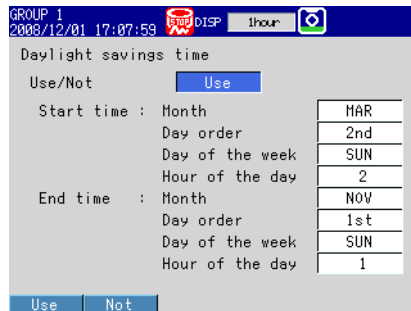 GROUP 1
2008/12/01 17:07:59 STOP DISP 1hour
Daylight savings time
Use/Not Use
Start time : Month MAR
Day order 2nd
Day of the week SUN
Hour of the day 2
End time : Month NOV
Day order 1st
Day of the week SUN
Hour of the day 1
Use Not